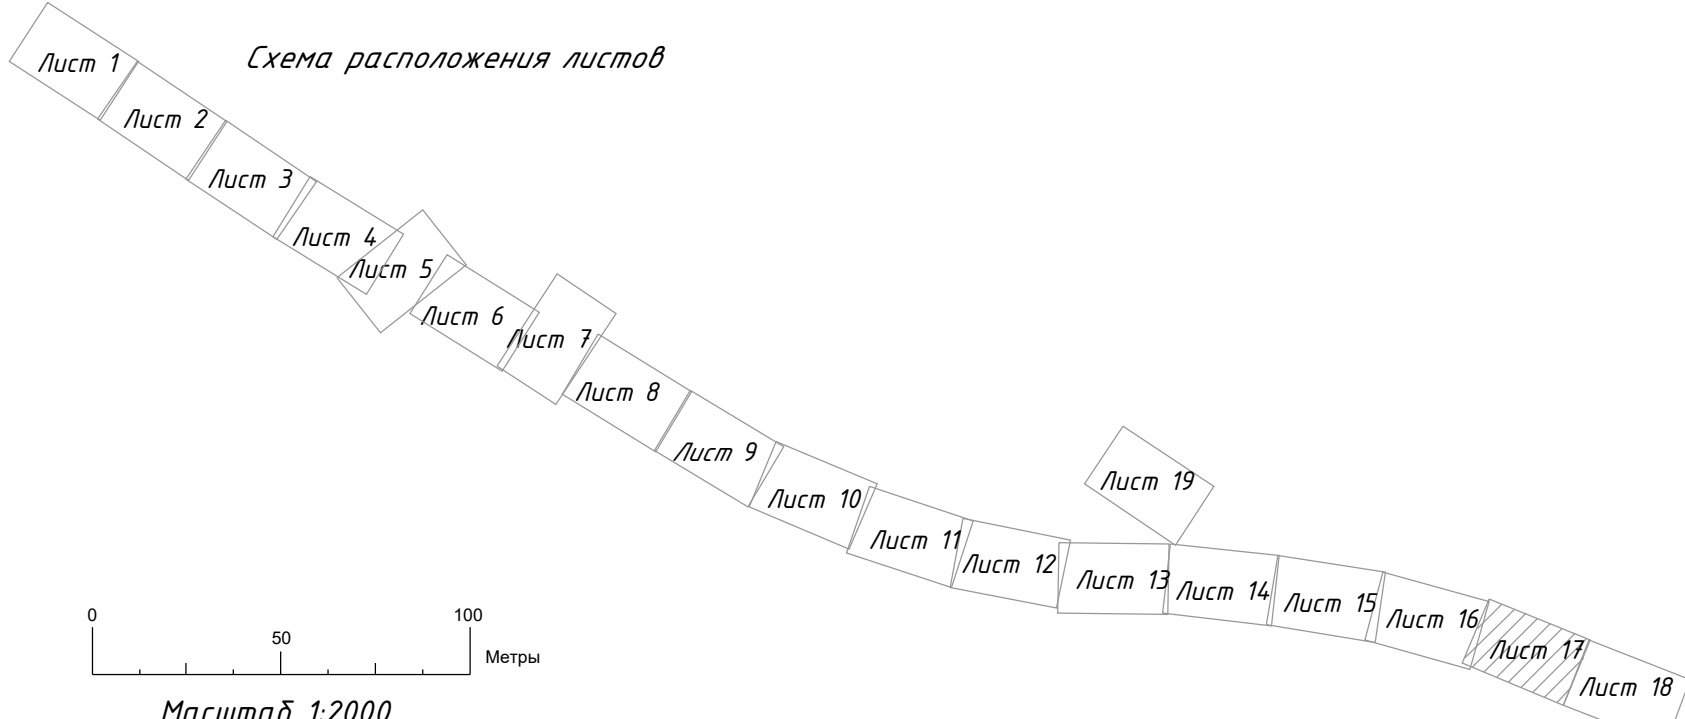 Схема расположения листов
Лист 1
Лист 2
Лист 3
Лист 4
Лист 5
Лист 6
Лист 7
Лист 8
Лист 9
Лист 10
Лист 11
Лист 12
Лист 13
Лист 14
Лист 15
Лист 16
Лист 17
Лист 18
Лист 19
0 50 100
Метры
Масштаб 1:2000